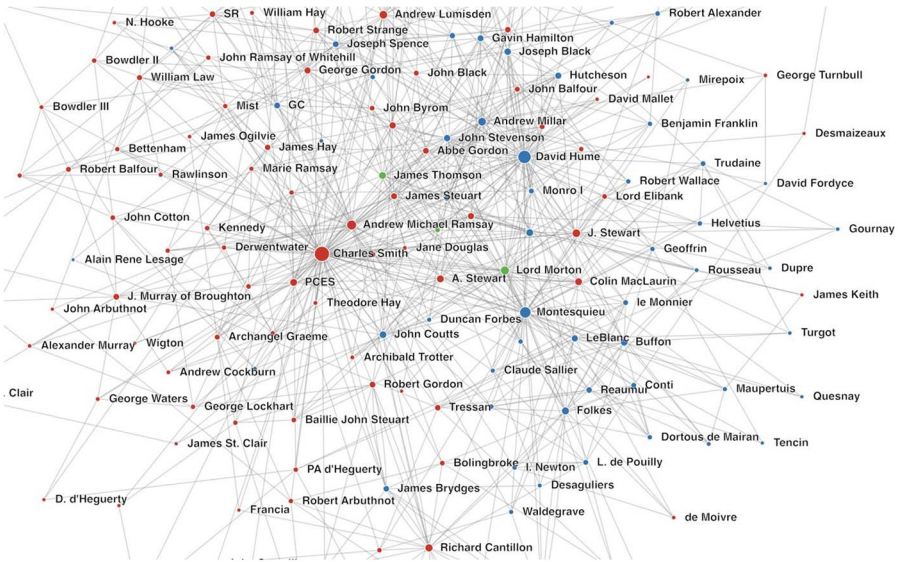 SR
William Hay
Andrew Lumisden
Robert Alexander
N. Hooke
Robert Strange
Gavin Hamilton
Joseph Spence
Joseph Black
Bowdler II
John Ramsay of Whitehill
William Law
George Gordon
John Black
Hutcheson
Mirepoix
George Turnbull
John Balfour
David Mallet
Bowdler III
Mist
GC
John Byrom
Andrew Millar
Benjamin Franklin
Desmaizeaux
James Ogilvie
John Stevenson
Bettenham
James Hay
Abbe Gordon
David Hume
Trudaine
Robert Balfour
Rawlinson
Marie Ramsay
James Thomson
Robert Wallace
David Fordyce
James Steuart
Monro I
Lord Elibank
John Cotton
Kennedy
Andrew Michael Ramsay
J. Stewart
Helvetius
Gournay
Derwentwater
Charles Smith
Jane Douglas
Geoffrin
Alain Rene Lesage
Lord Morton
Rousseau
Dupre
PCES
A. Stewart
Colin MacLaurin
J. Murray of Broughton
James Keith
John Arbuthnot
Theodore Hay
le Monnier
Duncan Forbes
Montesquieu
Archangel Graeme
John Coutts
LeBlanc
Buffon
Turgot
Alexander Murray
Wigton
Archibald Trotter
Andrew Cockburn
Claude Sallier
Clair
Robert Gordon
Reaumur
Conti
Maupertuis
Quesnay
George Waters
George Lockhart
Tressan
Folkes
Baillie John Steuart
James St. Clair
Dortous de Mairan
Tencin
PA d'Heguerty
Bolingbroke
I. Newton
L. de Pouilly
D. d'Heguerty
James Brydges
Desaguliers
Robert Arbuthnot
Francia
Waldegrave
de Moivre
Richard Cantillon